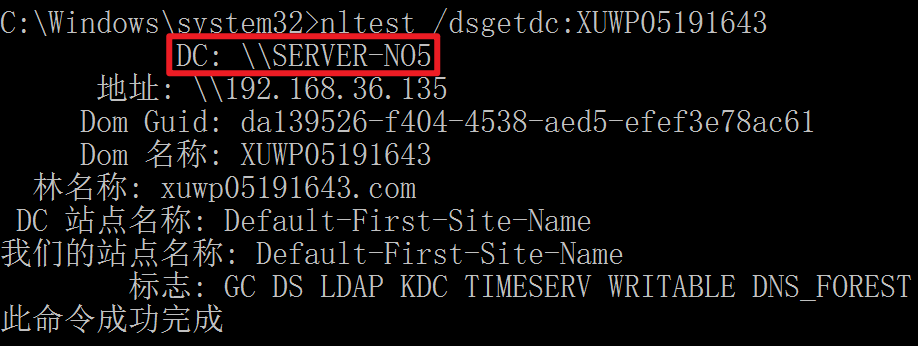 C:\Windows\system32>nltest /dsgetdc:XUWP05191643
DC: \\SERVER-NO5
地址: \\192.168.36.135
Dom Guid: da139526-f404-4538-aed5-efef3e78ac61
Dom 名称: XUWP05191643
林名称: xuwp05191643.com
DC 站点名称: Default-First-Site-Name
我们的站点名称: Default-First-Site-Name
标志: GC DS LDAP KDC TIMESERV WRITABLE DNS_FOREST
此命令成功完成